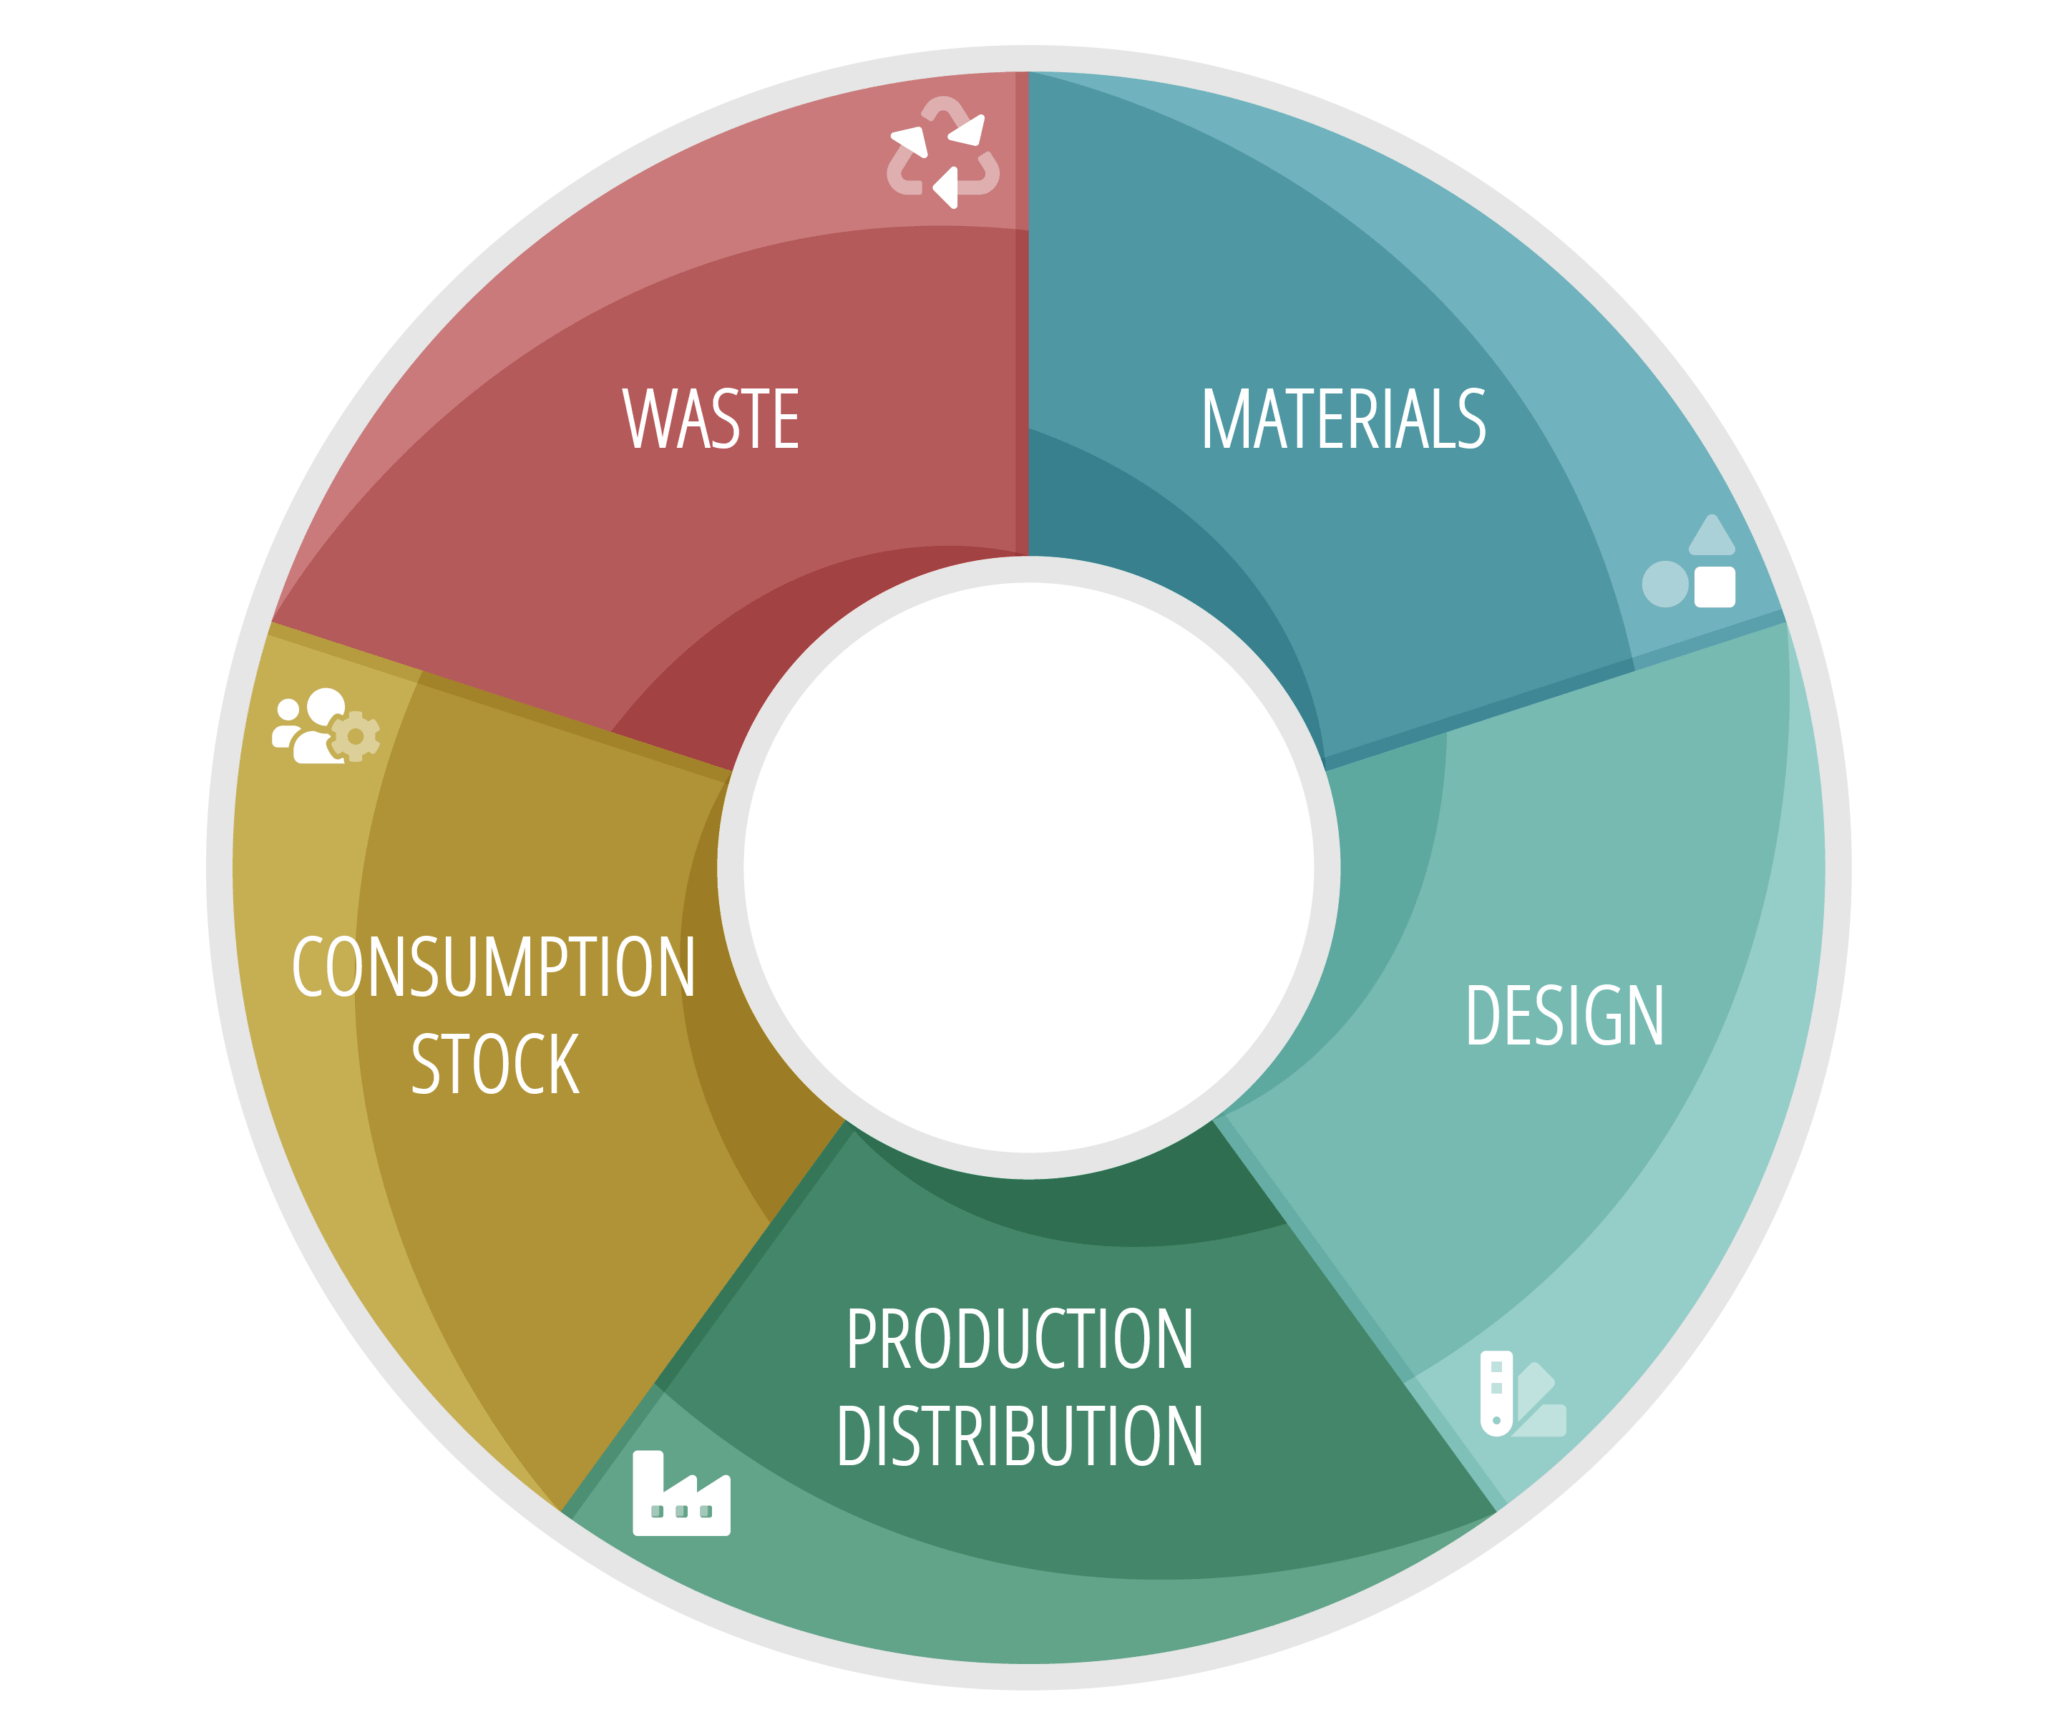 WASTE
MATERIALS
CONSUMPTION
STOCK
DESIGN
PRODUCTION
DISTRIBUTION